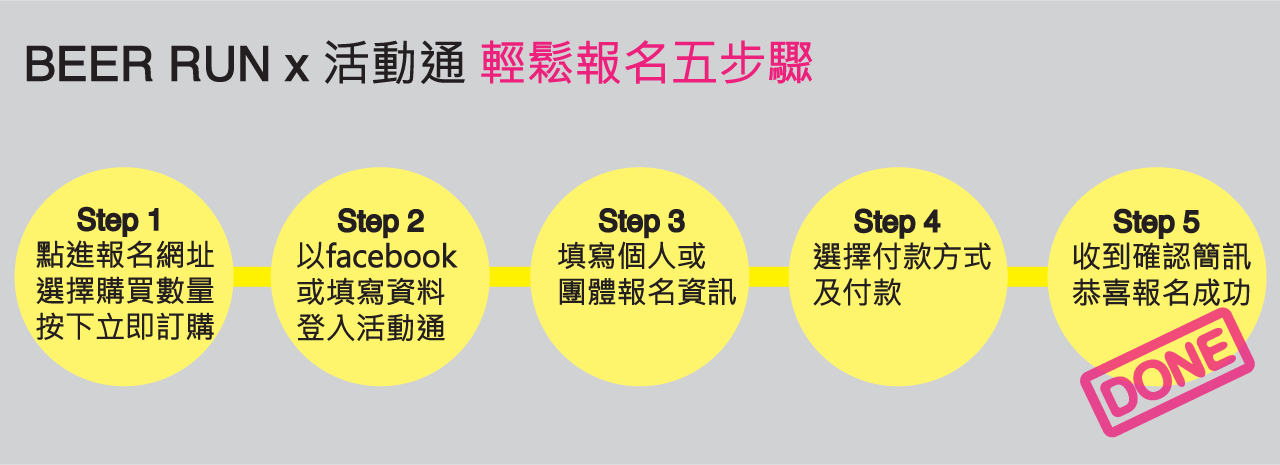 BEER RUN x 活動通 輕鬆報名五步驟
Step 1
點進報名網址
選擇購買數量
按下立即訂購
Step 2
以facebook
或填寫資料
登入活動通
Step 3
填寫個人或
團體報名資訊
Step 4
選擇付款方式
及付款
Step 5
收到確認簡訊
恭喜報名成功
DONE